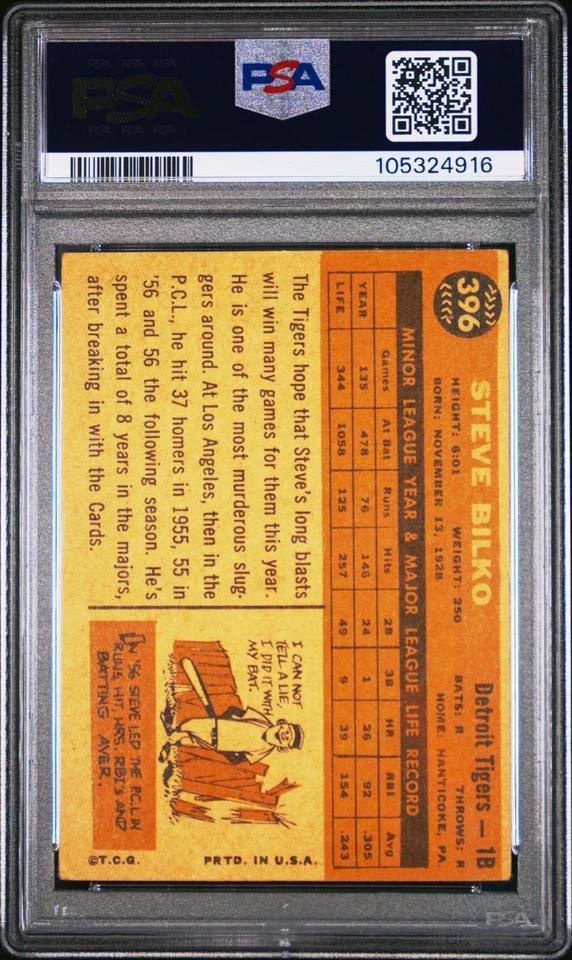 PSA
PSA
105324916
396
STEVE BILKO
Detroit Tigers — 1B
HEIGHT: 6:01 WEIGHT: 250 BATS: R THROWS: R
BORN: NOVEMBER 13, 1928 HOME: NANTICOKE, PA.
MINOR LEAGUE YEAR & MAJOR LEAGUE LIFE RECORD
Games At Bat Runs Hits 2B 3B HR RBI Avg
YEAR 135 478 76 146 24 1 26 92 .305
LIFE 344 1058 125 257 49 9 39 154 .243
The Tigers hope that Steve's long blasts
will win many games for them this year.
He is one of the most murderous slug-
gers around. At Los Angeles, then in the
P.C.L., he hit 37 homers in 1955, 55 in
'56 and 56 the following season. He's
spent a total of 8 years in the majors,
after breaking in with the Cards.
I CAN NOT
TELL A LIE,
I DID IT WITH
MY BAT.
IN '56 STEVE LED THE P.C.L. IN
RUNS, HIT, HRS, RBI'S AND
BATTING AVER.
©T.C.G. PRTD. IN U.S.A.
PSA